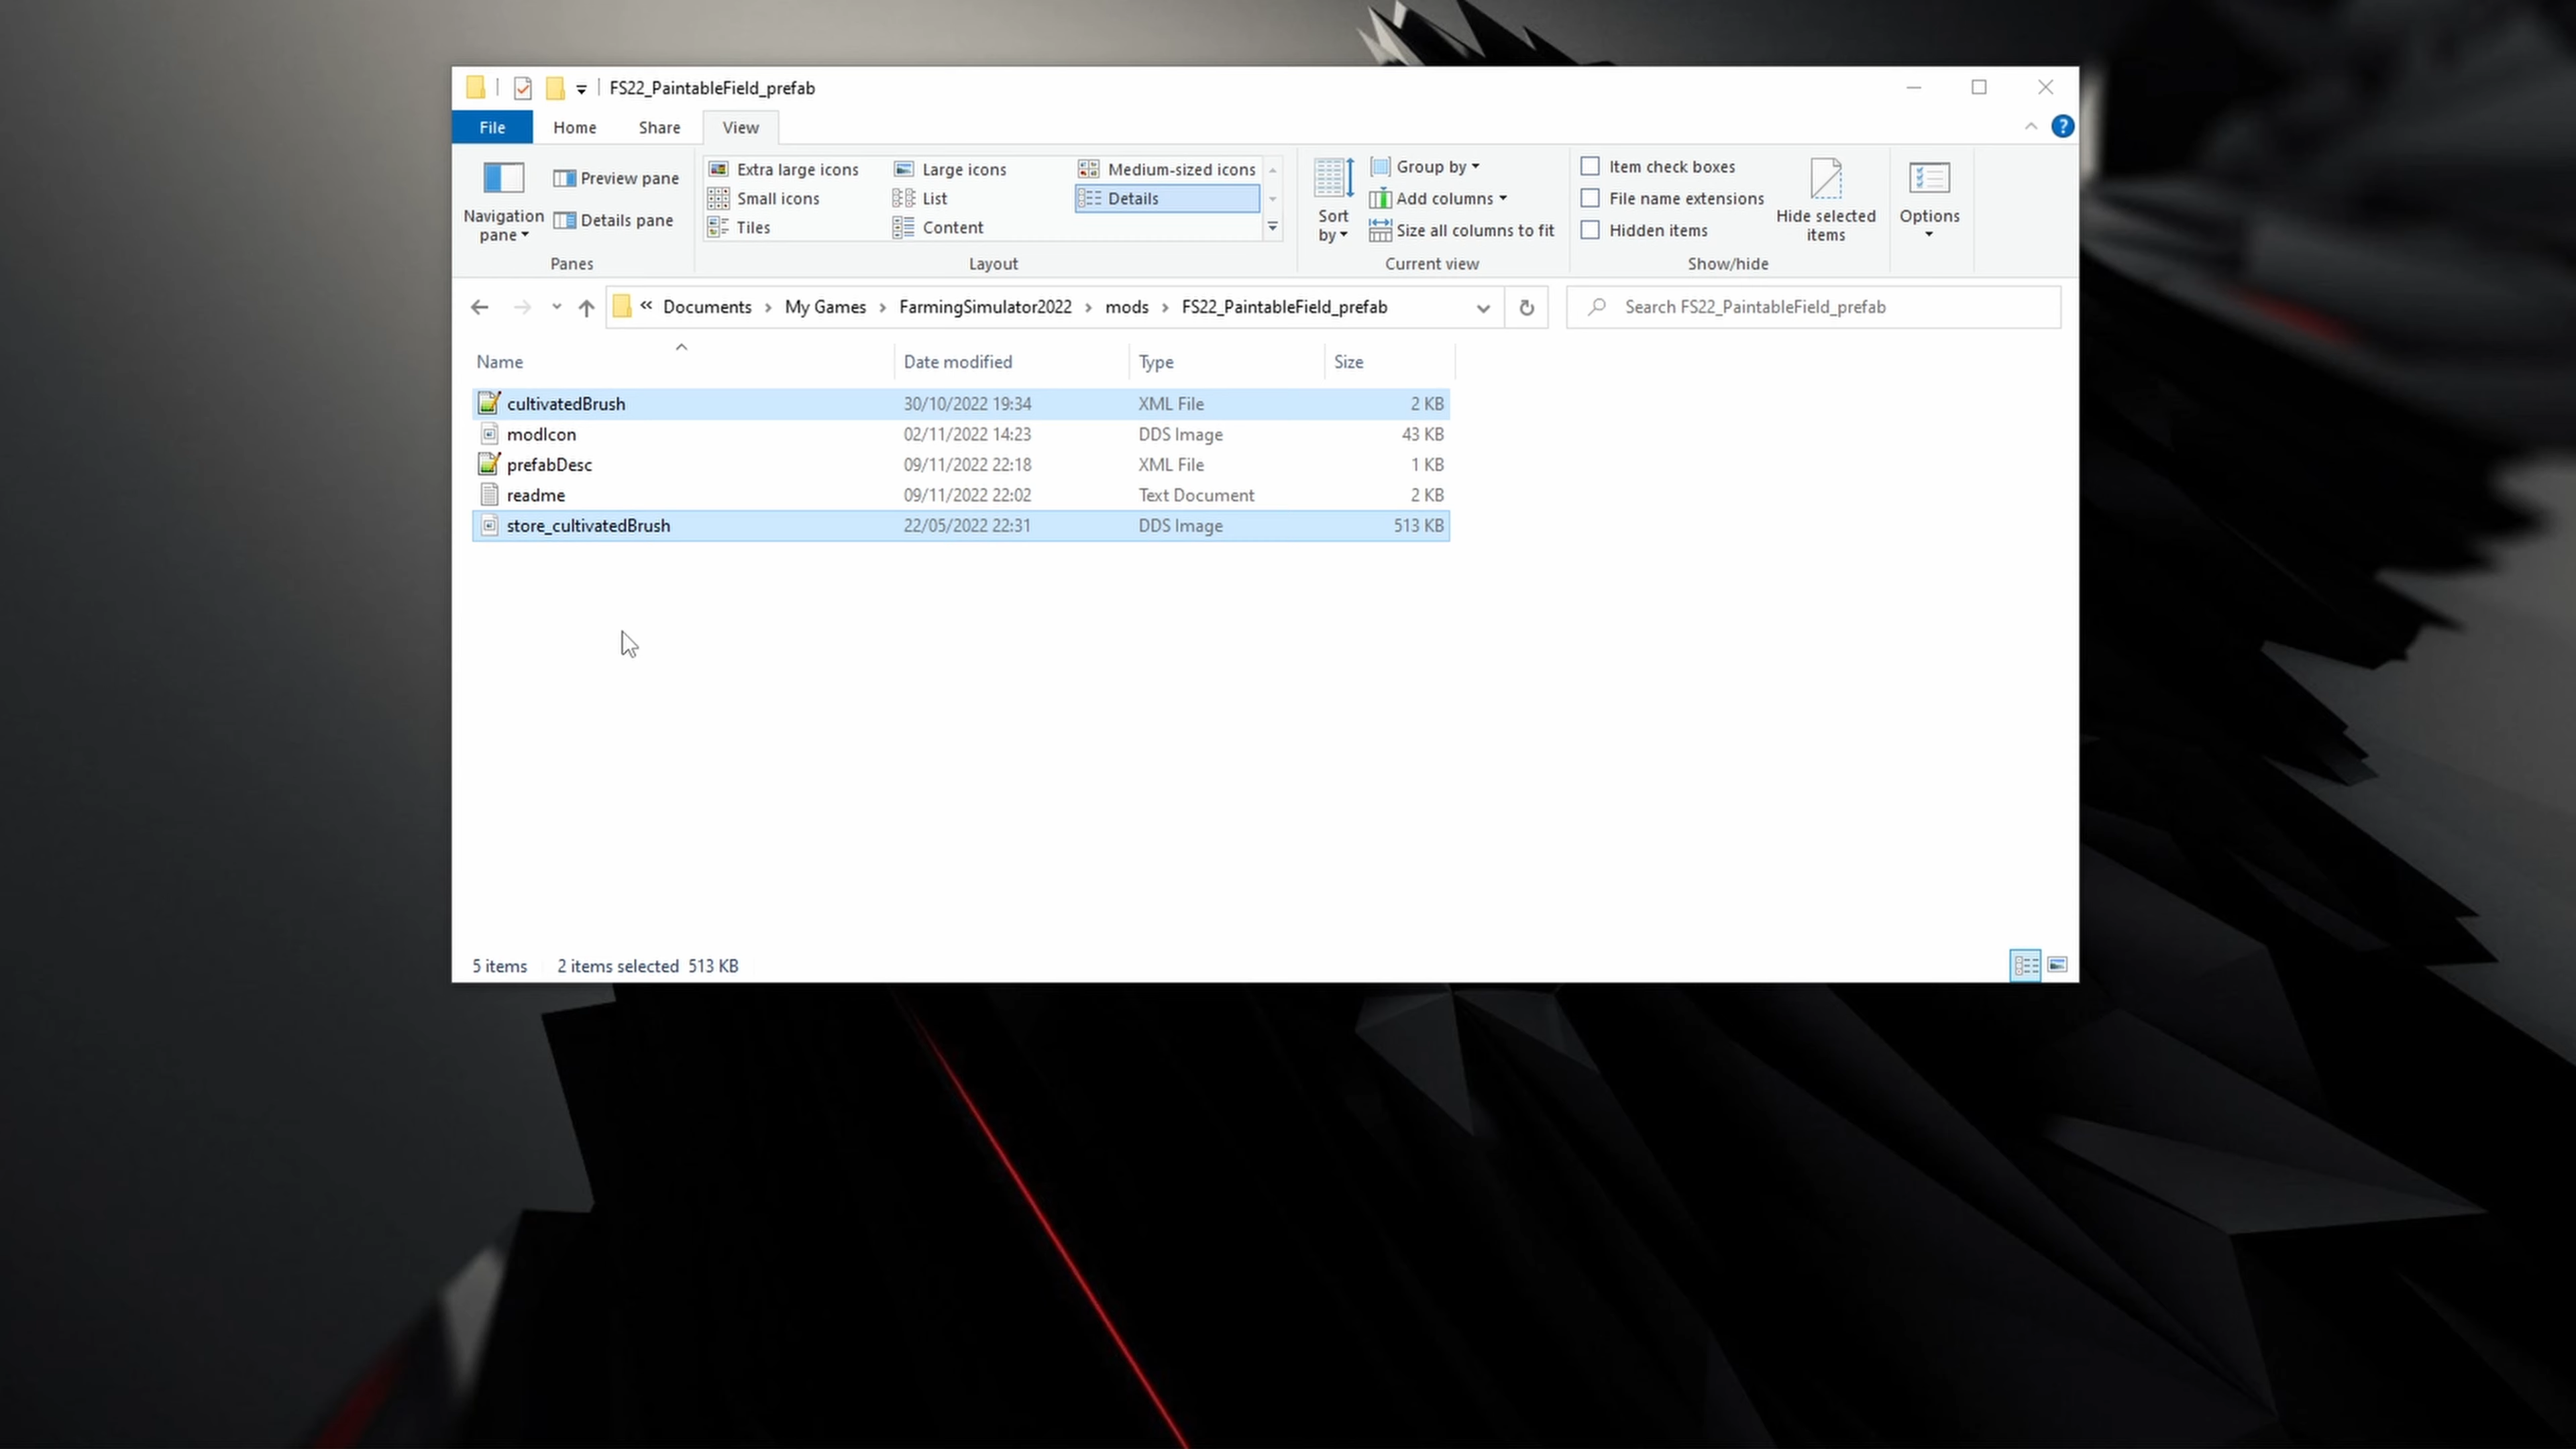 FS22_PaintableField_prefab
File Home Share View
Navigation pane
Preview pane
Details pane
Panes
Extra large icons Large icons Medium-sized icons
Small icons List Details
Tiles Content
Layout
Sort by
Group by
Add columns
Size all columns to fit
Current view
Item check boxes
File name extensions
Hidden items
Hide selected items
Show/hide
Options
« Documents › My Games › FarmingSimulator2022 › mods › FS22_PaintableField_prefab
Search FS22_PaintableField_prefab
Name Date modified Type Size
cultivatedBrush 30/10/2022 19:34 XML File 2 KB
modIcon 02/11/2022 14:23 DDS Image 43 KB
prefabDesc 09/11/2022 22:18 XML File 1 KB
readme 09/11/2022 22:02 Text Document 2 KB
store_cultivatedBrush 22/05/2022 22:31 DDS Image 513 KB
5 items 2 items selected 513 KB